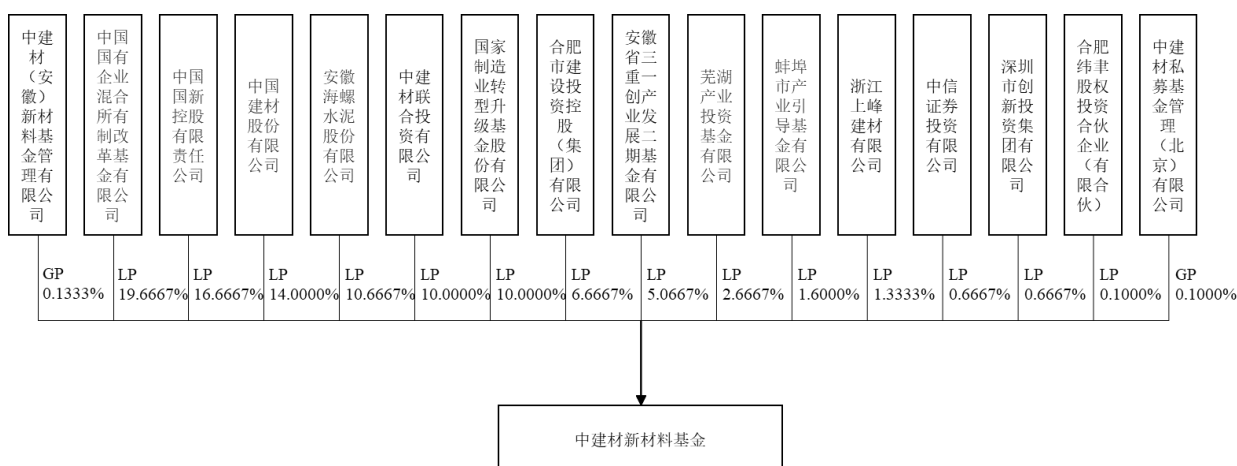 中建
材
（安
徽）
新材
料基
金管
理有
限公
司
中国
国有
企业
混合
所有
制改
革基
金有
限公
司
中国
国新
控股
有限
责任
公司
中国
建材
股份
有限
公司
安徽
海螺
水泥
股份
有限
公司
中建
材联
合投
资有
限公
司
国家
制造
业转
型升
级基
金股
份有
限公
司
合肥
市建
设投
资控
股
（集
团）
有限
公司
安徽
省三
重一
创产
业发
展二
期基
金有
限公
司
芜湖
产业
投资
基金
有限
公司
蚌埠
市产
业引
导基
金有
限公
司
浙江
上峰
建材
有限
公司
中信
证券
投资
有限
公司
深圳
市创
新投
资集
团有
限公
司
合肥
纬聿
股权
投资
合伙
企业
（有
限合
伙）
中建
材私
募基
金管
理
（北
京）
有限
公司
GP
0.1333%
LP
19.6667%
LP
16.6667%
LP
14.0000%
LP
10.6667%
LP
10.0000%
LP
10.0000%
LP
6.6667%
LP
5.0667%
LP
2.6667%
LP
1.6000%
LP
1.3333%
LP
0.6667%
LP
0.6667%
LP
0.1000%
GP
0.1000%
中建材新材料基金